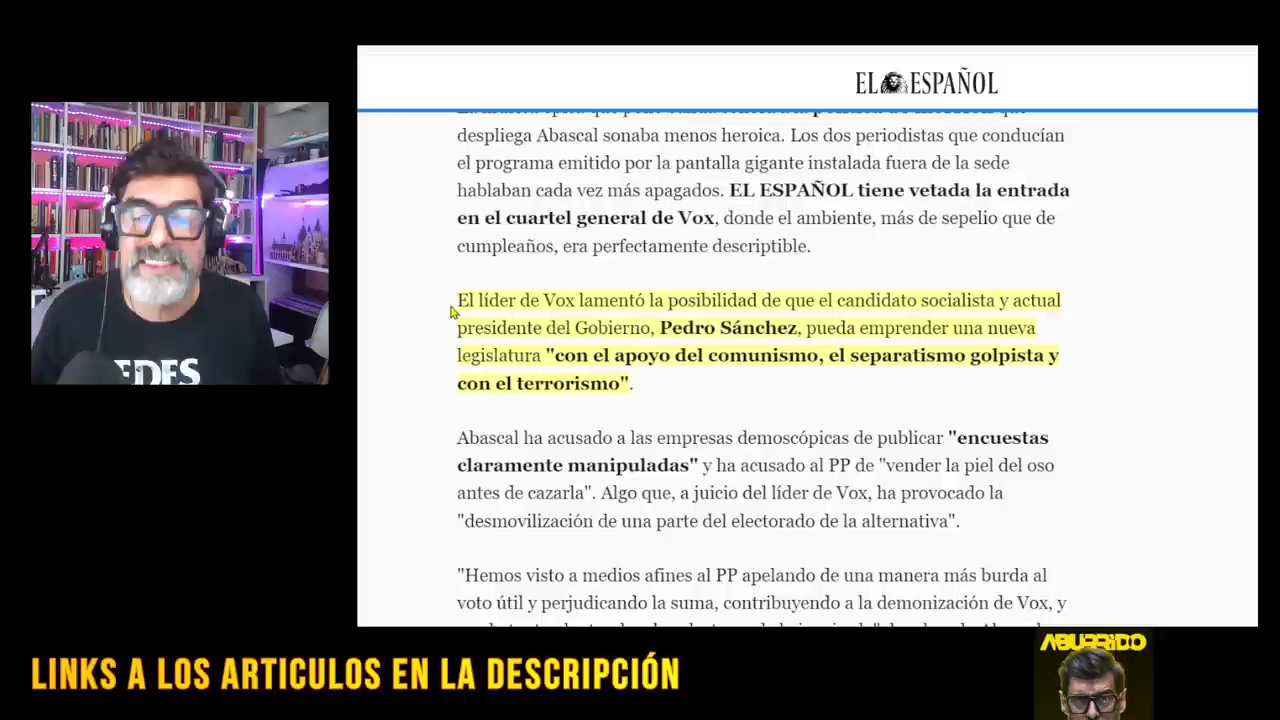 EL ESPAÑOL
despliega Abascal sonaba menos heroica. Los dos periodistas que conducían
el programa emitido por la pantalla gigante instalada fuera de la sede
hablaban cada vez más apagados. EL ESPAÑOL tiene vetada la entrada
en el cuartel general de Vox, donde el ambiente, más de sepelio que de
cumpleaños, era perfectamente descriptible.
El líder de Vox lamentó la posibilidad de que el candidato socialista y actual
presidente del Gobierno, Pedro Sánchez, pueda emprender una nueva
legislatura "con el apoyo del comunismo, el separatismo golpista y
con el terrorismo".
Abascal ha acusado a las empresas demoscópicas de publicar "encuestas
claramente manipuladas" y ha acusado al PP de "vender la piel del oso
antes de cazarla". Algo que, a juicio del líder de Vox, ha provocado la
"desmovilización de una parte del electorado de la alternativa".
"Hemos visto a medios afines al PP apelando de una manera más burda al
voto útil y perjudicando la suma, contribuyendo a la demonización de Vox, y
EDES
LINKS A LOS ARTICULOS EN LA DESCRIPCIÓN
ABURRIDO